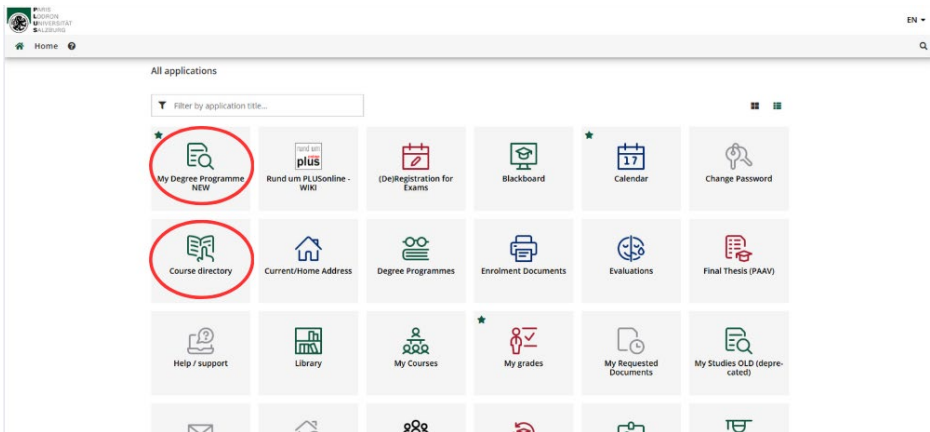 PARIS
LODRON
UNIVERSITÄT
SALZBURG
EN
Home
All applications
Filter by application title...
My Degree Programme
NEW
rund um
plus
Rund um PLUSonline -
WIKI
(De)Registration for
Exams
Blackboard
17
Calendar
Change Password
Course directory
Current/Home Address
Degree Programmes
Enrolment Documents
Evaluations
Final Thesis (PAAV)
Help / support
Library
My Courses
My grades
My Requested
Documents
My Studies OLD (depre-
cated)